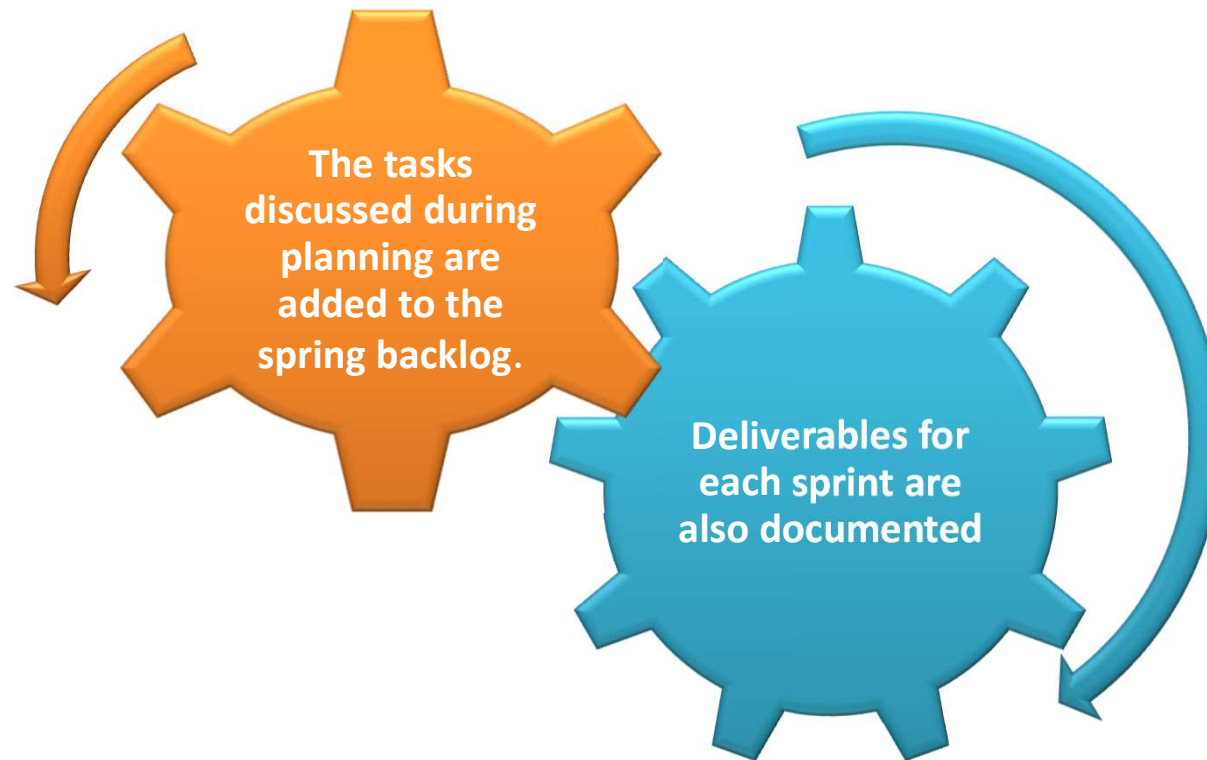 The tasks
discussed during
planning are
added to the
spring backlog.
Deliverables for
each sprint are
also documented